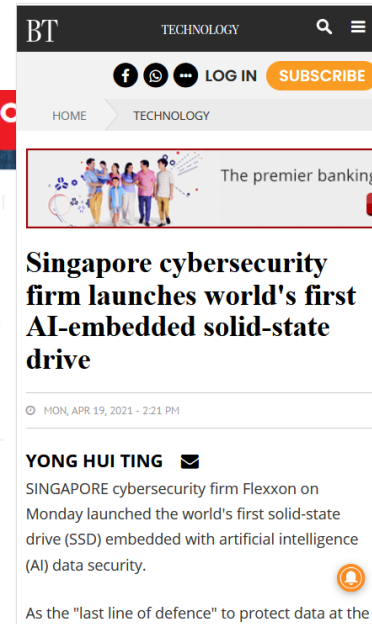 BT
TECHNOLOGY
LOG IN SUBSCRIBE
HOME TECHNOLOGY
The premier banking
Singapore cybersecurity
firm launches world's first
AI-embedded solid-state
drive
MON, APR 19, 2021 - 2:21 PM
YONG HUI TING
SINGAPORE cybersecurity firm Flexxon on
Monday launched the world's first solid-state
drive (SSD) embedded with artificial intelligence
(AI) data security.
As the "last line of defence" to protect data at the